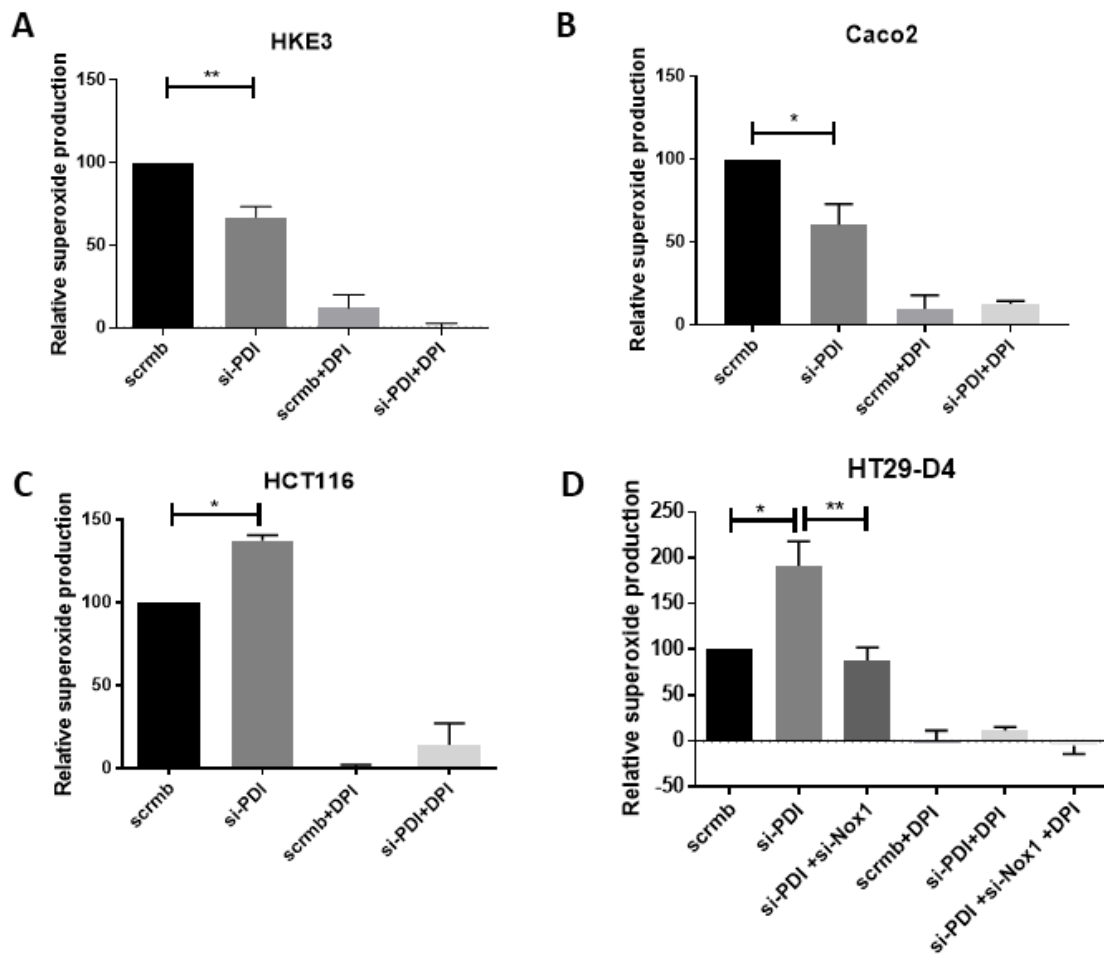 A
HKE3
Relative superoxide production
150
100
50
0
**
scrmb
si-PDI
scrmb+DPI
si-PDI+DPI
B
Caco2
Relative superoxide production
150
100
50
0
*
scrmb
si-PDI
scrmb+DPI
si-PDI+DPI
C
HCT116
Relative superoxide production
150
100
50
0
*
scrmb
si-PDI
scrmb+DPI
si-PDI+DPI
D
HT29-D4
Relative superoxide production
250
200
150
100
50
0
-50
*
**
scrmb
si-PDI
si-PDI +si-Nox1
scrmb+DPI
si-PDI+DPI
si-PDI +si-Nox1 +DPI